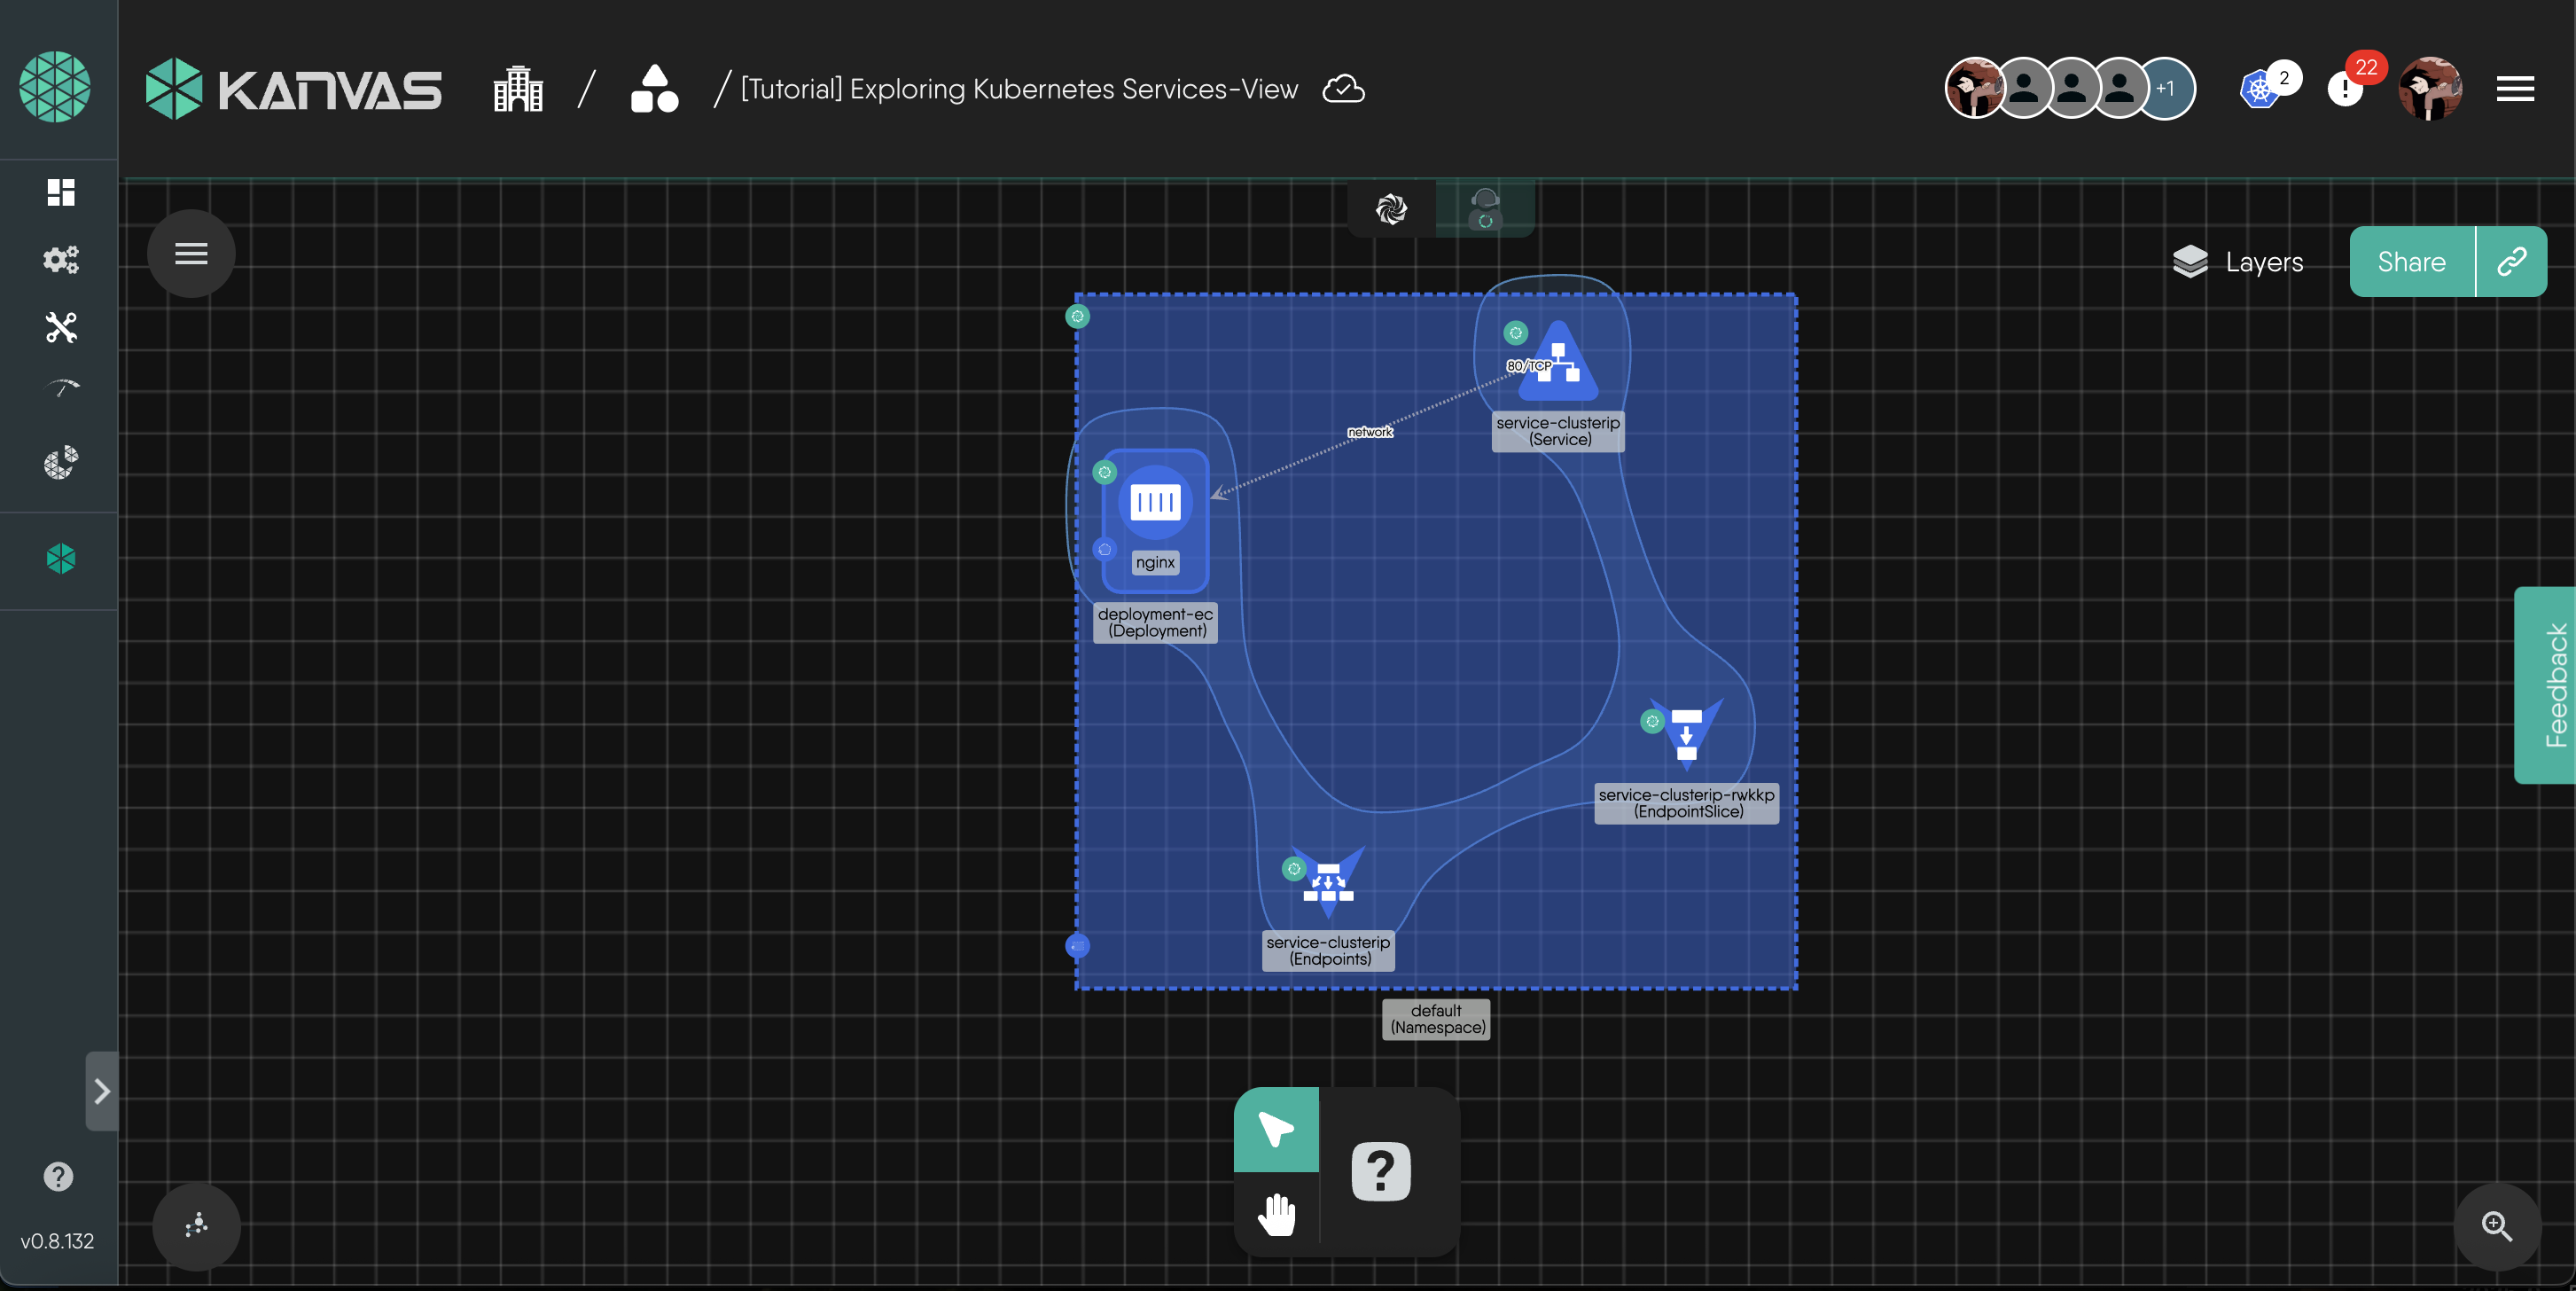 KANVAS
/
/ [Tutorial] Exploring Kubernetes Services-View
+1
2
22
Layers
Share
80/TCP
service-clusterip
(Service)
network
nginx
deployment-ec
(Deployment)
Feedback
service-clusterip-rwkkp
(EndpointSlice)
service-clusterip
(Endpoints)
default
(Namespace)
v0.8.132